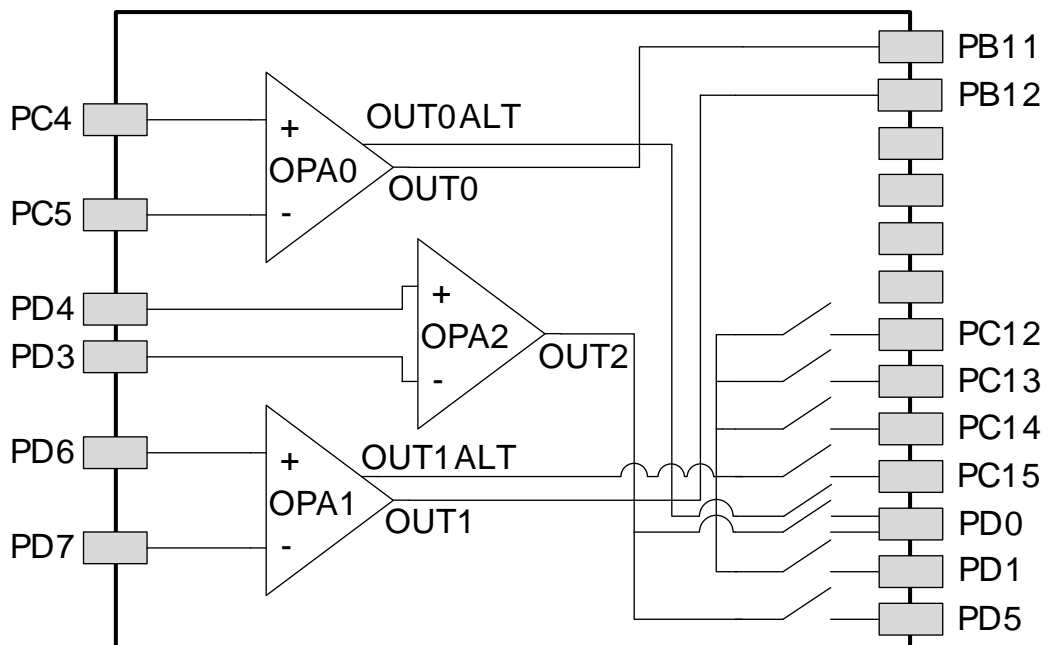 PB11
PC4
PB12
+
OUT0ALT
OPA0
OUT0
PC5
-
PD4
+
PC12
OPA2
OUT2
PD3
-
PC13
PC14
PD6
+
OUT1ALT
PC15
OPA1
OUT1
PD0
PD7
-
PD1
PD5